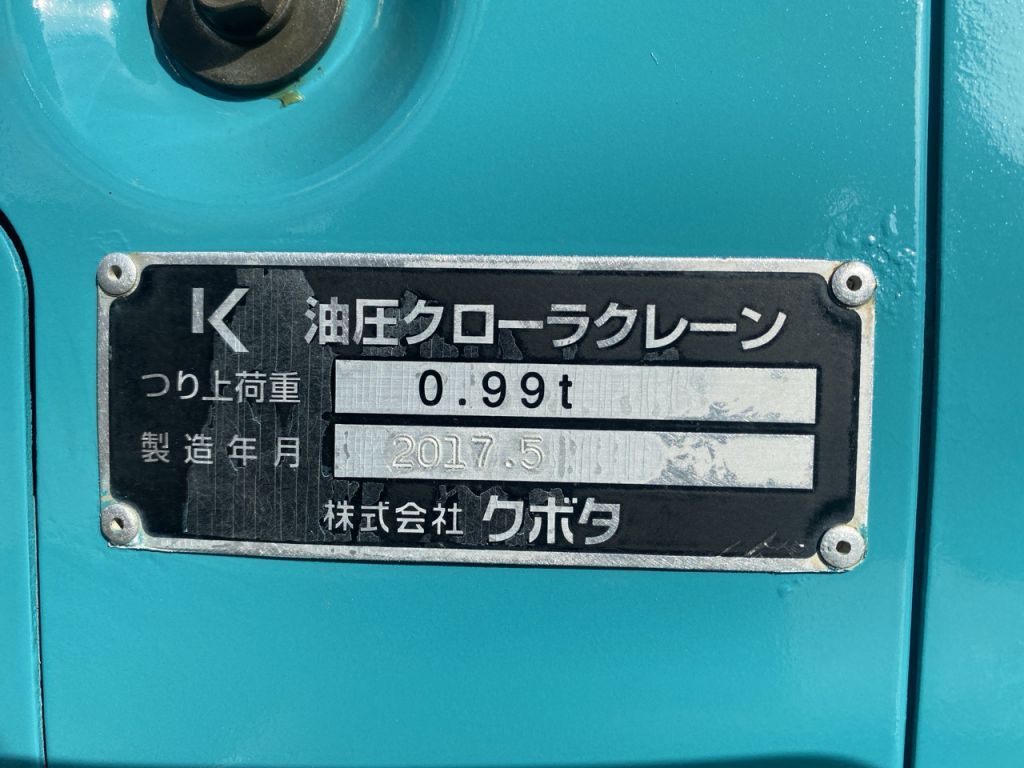 K 油圧クローラクレーン
つり上荷重 0.99t
製造年月 2017.5
株式会社 クボタ